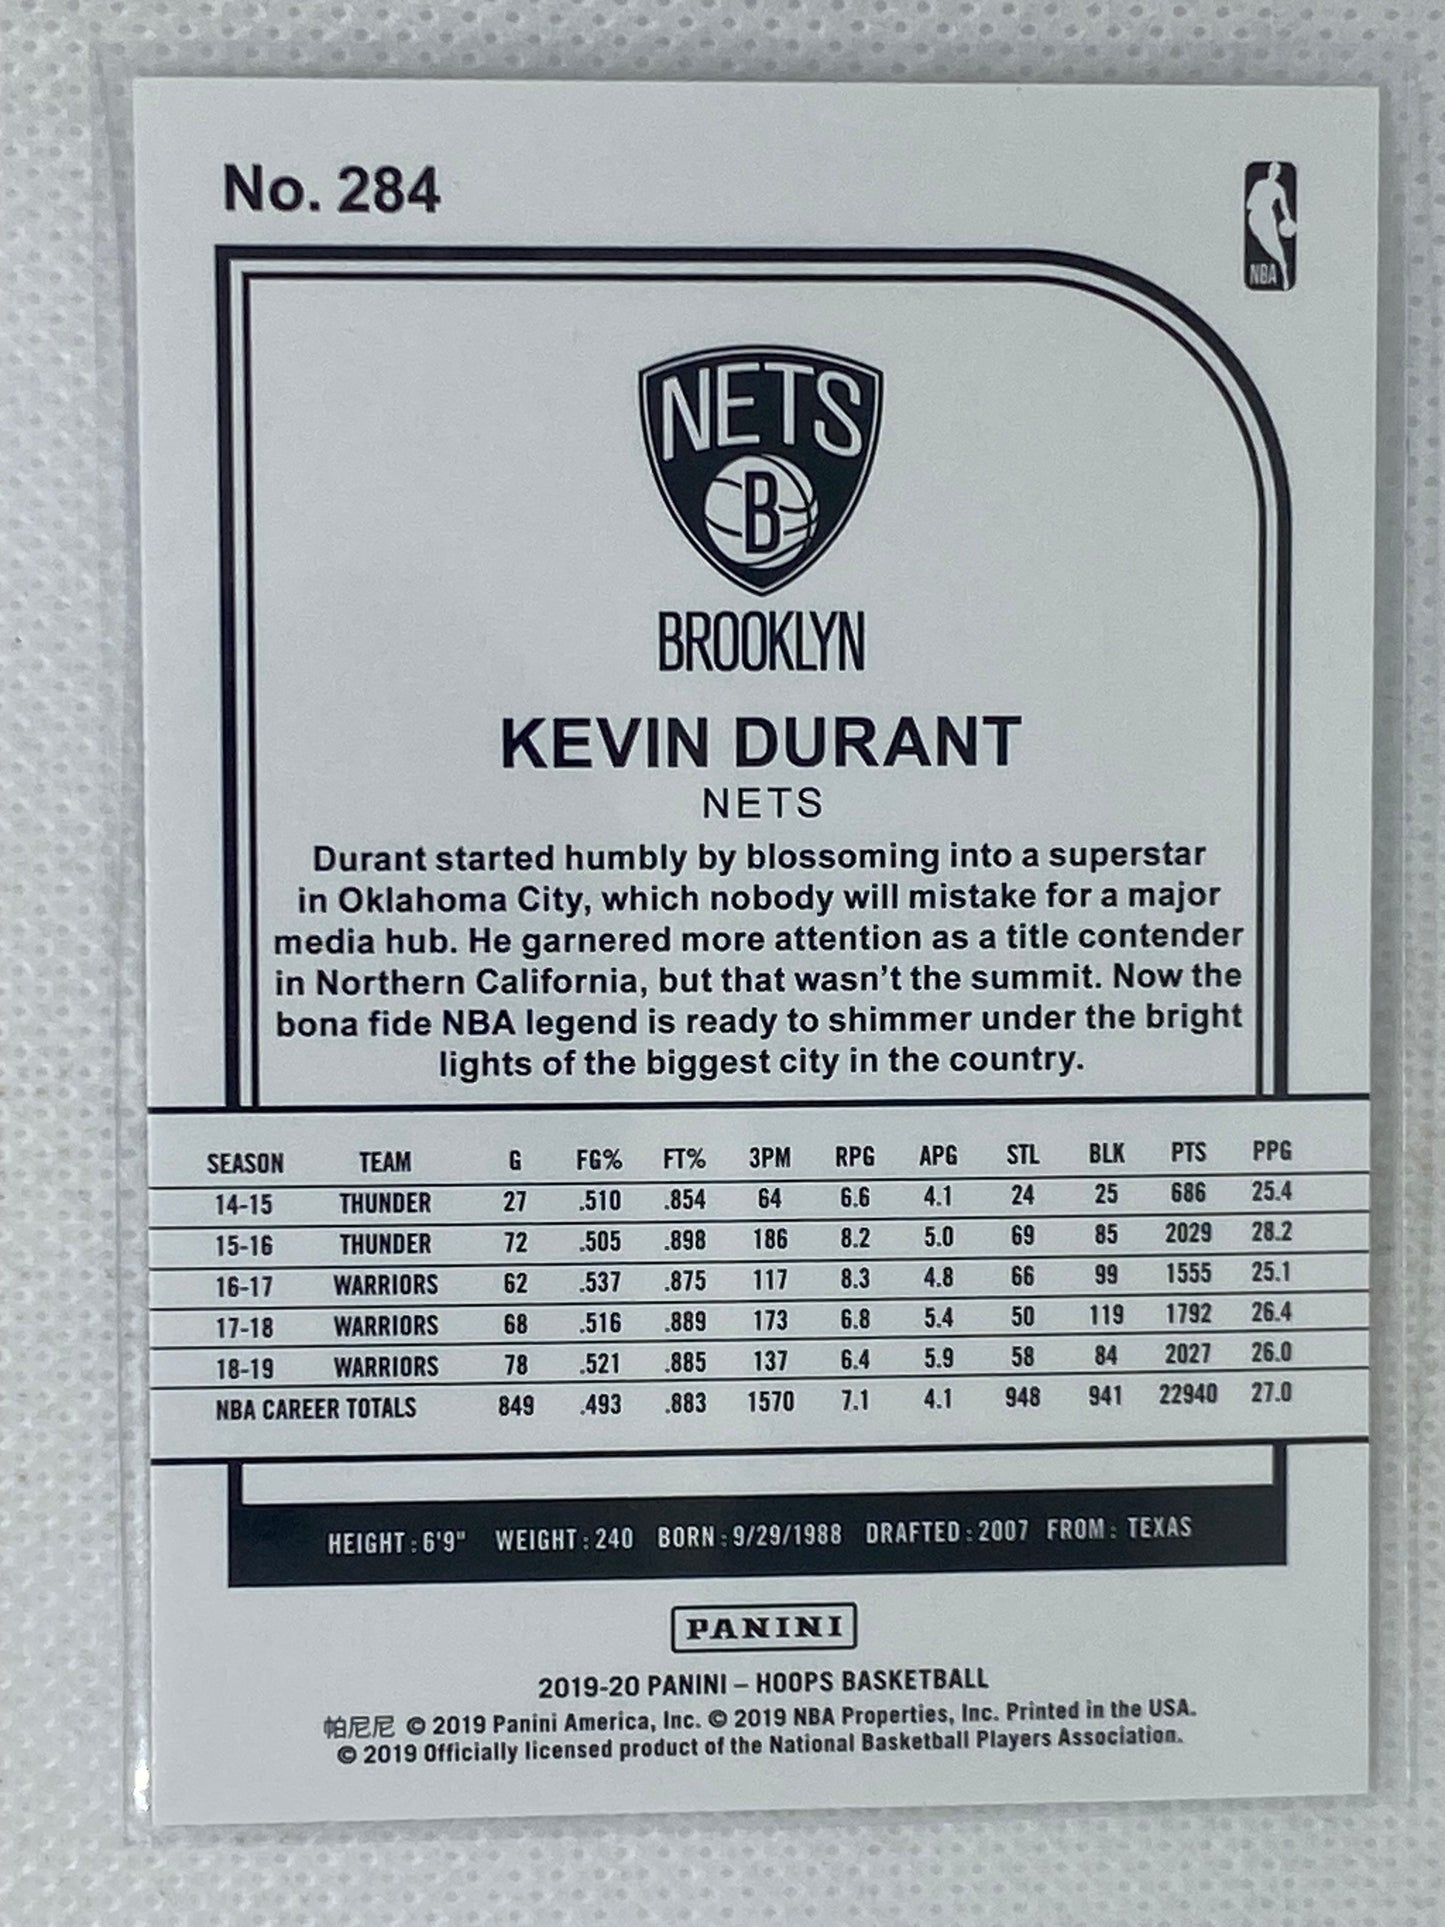 No. 284
NBA
NETS
B
BROOKLYN
KEVIN DURANT
NETS
Durant started humbly by blossoming into a superstar
in Oklahoma City, which nobody will mistake for a major
media hub. He garnered more attention as a title contender
in Northern California, but that wasn't the summit. Now the
bona fide NBA legend is ready to shimmer under the bright
lights of the biggest city in the country.
SEASON TEAM G FG% FT% 3PM RPG APG STL BLK PTS PPG
14-15 THUNDER 27 .510 .854 64 6.6 4.1 24 25 686 25.4
15-16 THUNDER 72 .505 .898 186 8.2 5.0 69 85 2029 28.2
16-17 WARRIORS 62 .537 .875 117 8.3 4.8 66 99 1555 25.1
17-18 WARRIORS 68 .516 .889 173 6.8 5.4 50 119 1792 26.4
18-19 WARRIORS 78 .521 .885 137 6.4 5.9 58 84 2027 26.0
NBA CAREER TOTALS 849 .493 .883 1570 7.1 4.1 948 941 22940 27.0
HEIGHT: 6'9" WEIGHT: 240 BORN: 9/29/1988 DRAFTED: 2007 FROM: TEXAS
PANINI
2019-20 PANINI – HOOPS BASKETBALL
帕尼尼 © 2019 Panini America, Inc. © 2019 NBA Properties, Inc. Printed in the USA.
© 2019 Officially licensed product of the National Basketball Players Association.